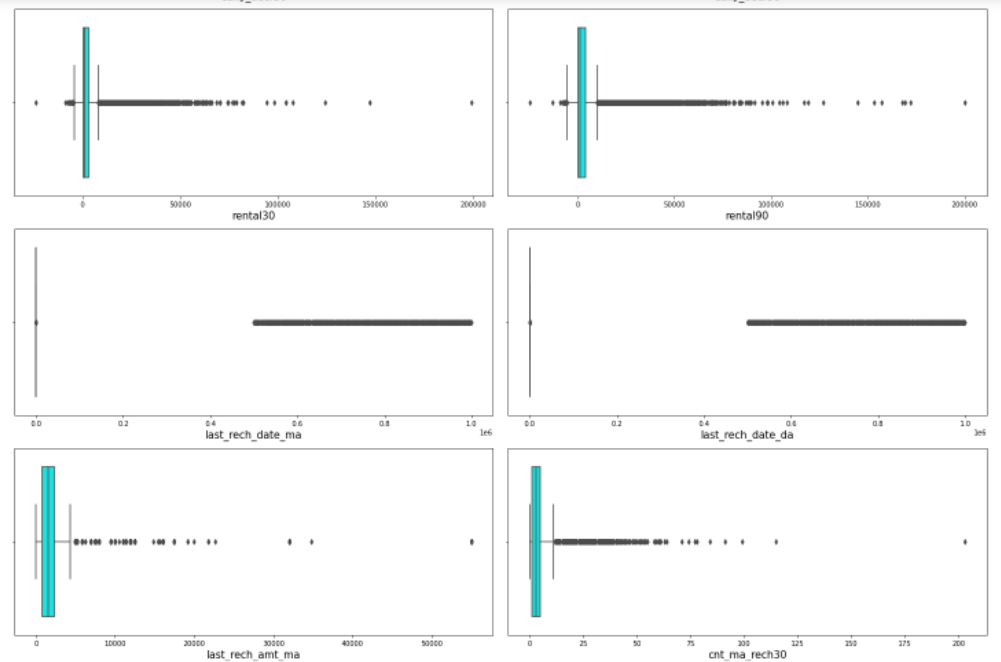 0 50000 100000 150000 200000
rental30
0 50000 100000 150000 200000
rental90
0.0 0.2 0.4 0.6 0.8 1.0
1e6
last_rech_date_ma
0.0 0.2 0.4 0.6 0.8 1.0
1e6
last_rech_date_da
0 10000 20000 30000 40000 50000
last_rech_amt_ma
0 25 50 75 100 125 150 175 200
cnt_ma_rech30